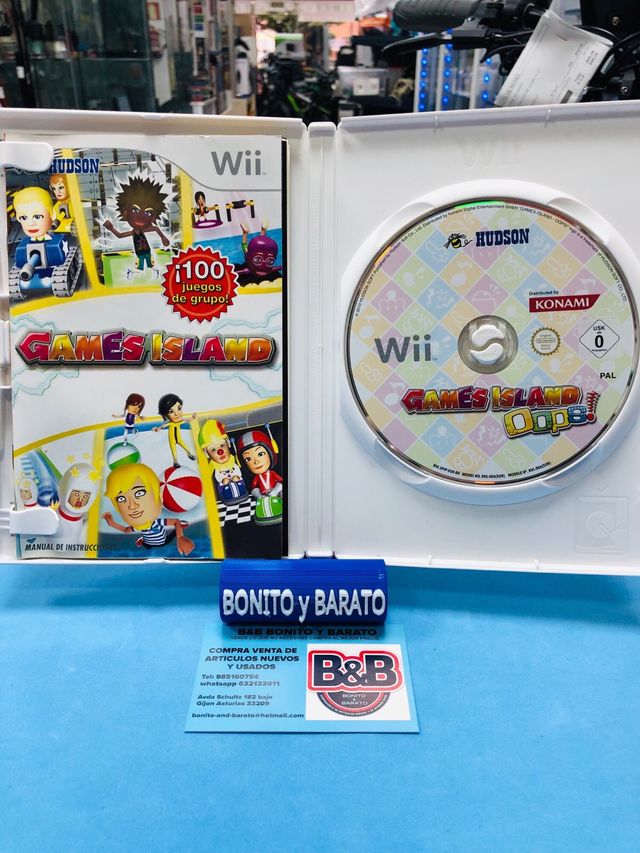 HUDSON
Wii
¡100
juegos
de grupo!
GAMES ISLAND
MANUAL DE INSTRUCCIONES
Wii
HUDSON
Distributed by
KONAMI
USK
0
Wii
PAL
GAMES ISLAND
Oops!
BONITO y BARATO
B&B BONITO Y BARATO
COMPRA VENTA DE
ARTICULOS NUEVOS
Y USADOS
Tel: 985160754
whatsapp 632133011
Avda Schultz 182 bajo
Gijon Asturias 33209
bonito-and-barato@hotmail.com
B&B
BONITO
Y
BARATO